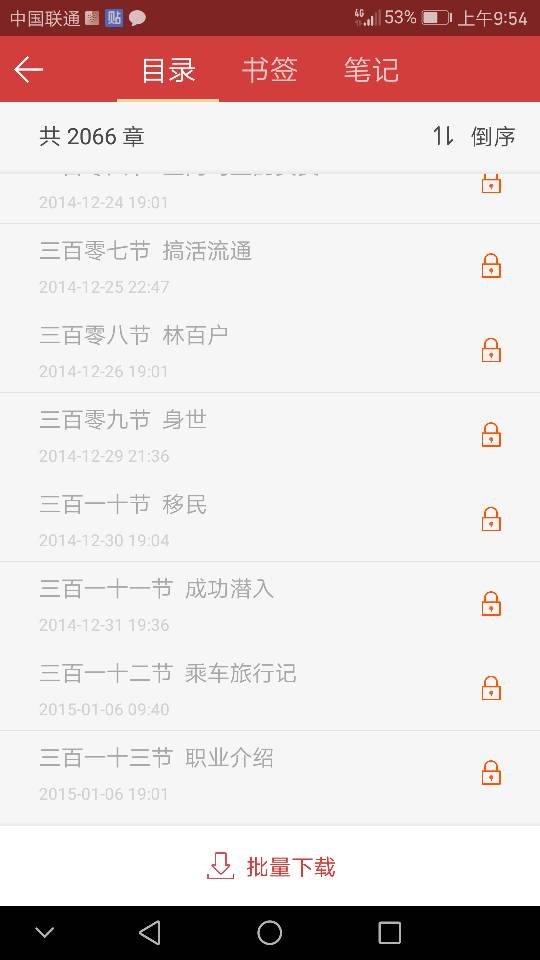 中国联通 贴 4G 53% 上午9:54
目录 书签 笔记
共 2066 章 倒序
2014-12-24 19:01
三百零七节 搞活流通
2014-12-25 22:47
三百零八节 林百户
2014-12-26 19:01
三百零九节 身世
2014-12-29 21:36
三百一十节 移民
2014-12-30 19:04
三百一十一节 成功潜入
2014-12-31 19:36
三百一十二节 乘车旅行记
2015-01-06 09:40
三百一十三节 职业介绍
2015-01-06 19:01
批量下载